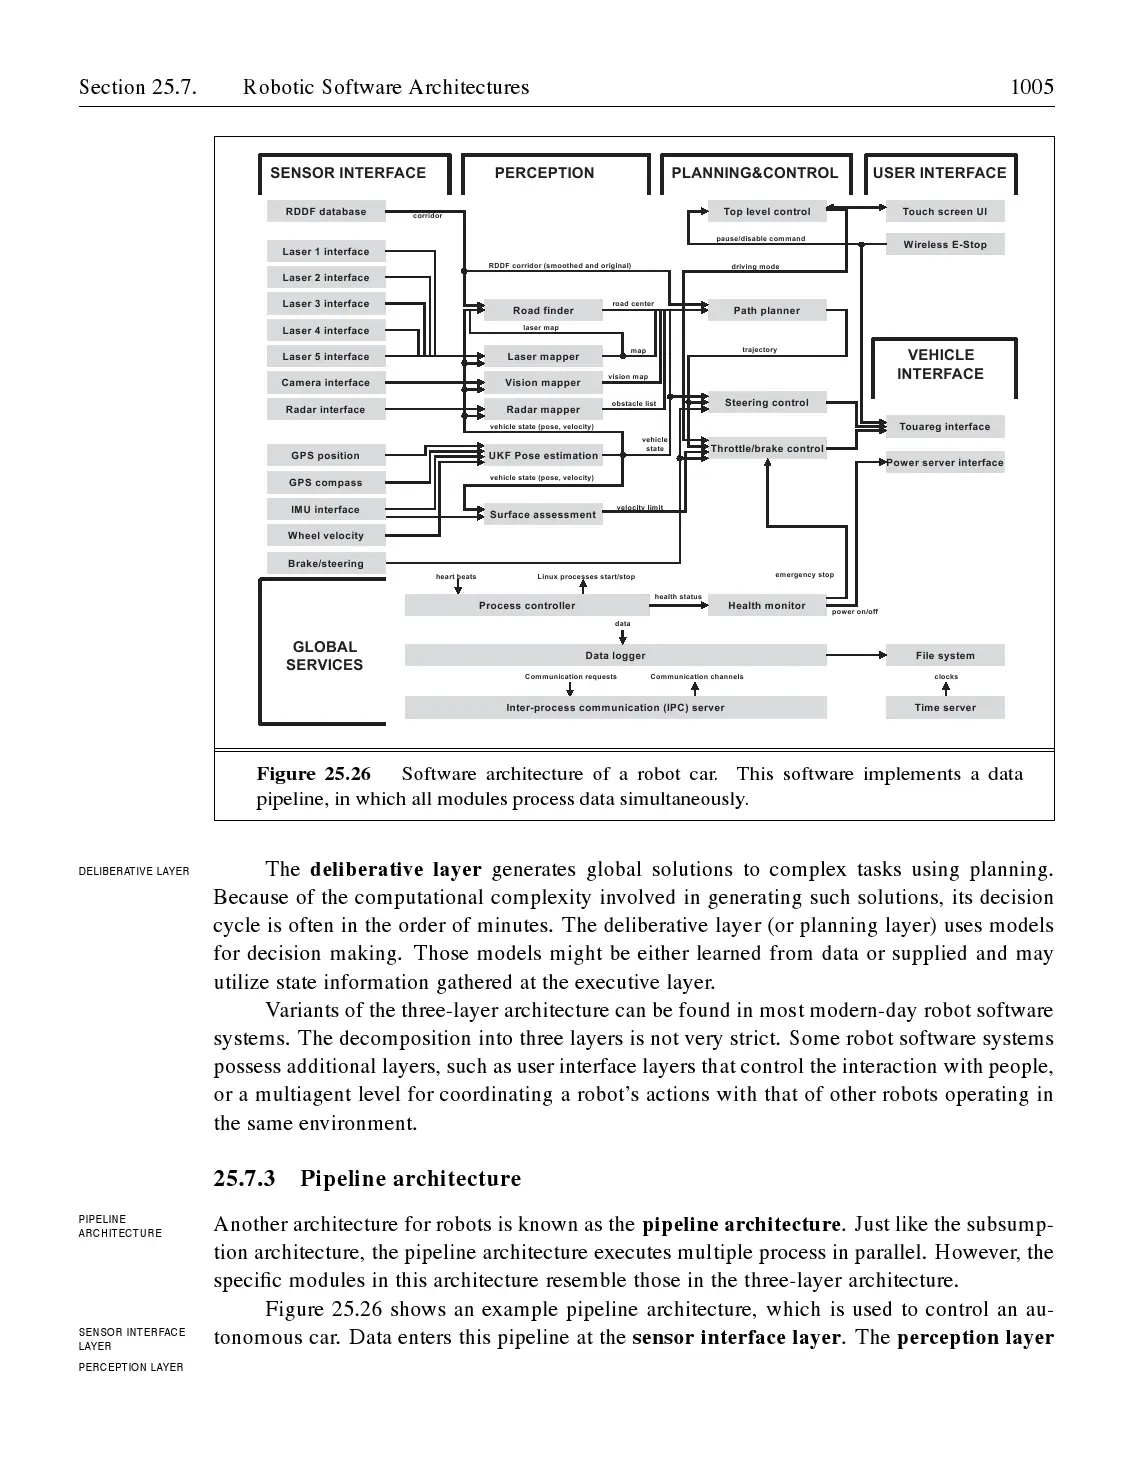 Section 25.7. Robotic Software Architectures 1005
SENSOR INTERFACE PERCEPTION PLANNING&CONTROL USER INTERFACE
RDDF database
corridor
Top level control
Touch screen UI
pause/disable command
Wireless E-Stop
Laser 1 interface
RDDF corridor (smoothed and original)
driving mode
Laser 2 interface
Laser 3 interface
Road finder
road center
Path planner
laser map
Laser 4 interface
Laser 5 interface
Laser mapper
map
trajectory
VEHICLE
INTERFACE
Camera interface
Vision mapper
vision map
Radar interface
Radar mapper
obstacle list
Steering control
vehicle state (pose, velocity)
Touareg interface
vehicle
state
GPS position
UKF Pose estimation
Throttle/brake control
Power server interface
GPS compass
vehicle state (pose, velocity)
IMU interface
Surface assessment
velocity limit
Wheel velocity
Brake/steering
heart beats
Linux processes start/stop
emergency stop
Process controller
health status
Health monitor
power on/off
data
GLOBAL
SERVICES
Data logger
File system
Communication requests
Communication channels
clocks
Inter-process communication (IPC) server
Time server
Figure 25.26 Software architecture of a robot car. This software implements a data
pipeline, in which all modules process data simultaneously.
DELIBERATIVE LAYER
The deliberative layer generates global solutions to complex tasks using planning.
Because of the computational complexity involved in generating such solutions, its decision
cycle is often in the order of minutes. The deliberative layer (or planning layer) uses models
for decision making. Those models might be either learned from data or supplied and may
utilize state information gathered at the executive layer.
Variants of the three-layer architecture can be found in most modern-day robot software
systems. The decomposition into three layers is not very strict. Some robot software systems
possess additional layers, such as user interface layers that control the interaction with people,
or a multiagent level for coordinating a robot's actions with that of other robots operating in
the same environment.
25.7.3 Pipeline architecture
PIPELINE
ARCHITECTURE
Another architecture for robots is known as the pipeline architecture. Just like the subsump-
tion architecture, the pipeline architecture executes multiple process in parallel. However, the
specific modules in this architecture resemble those in the three-layer architecture.
Figure 25.26 shows an example pipeline architecture, which is used to control an au-
SENSOR INTERFACE
LAYER
tonomous car. Data enters this pipeline at the sensor interface layer. The perception layer
PERCEPTION LAYER